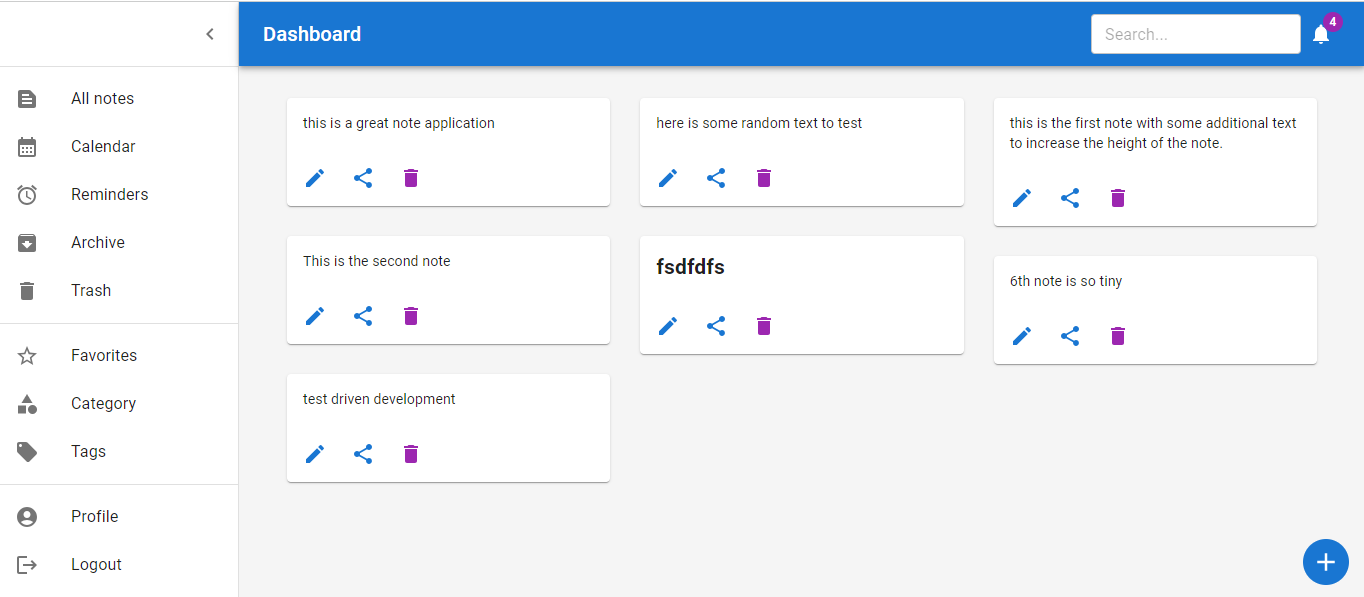 Dashboard
Search...
4
All notes
Calendar
Reminders
Archive
Trash
Favorites
Category
Tags
Profile
Logout
this is a great note application
here is some random text to test
this is the first note with some additional text
to increase the height of the note.
This is the second note
fsdfdfs
6th note is so tiny
test driven development